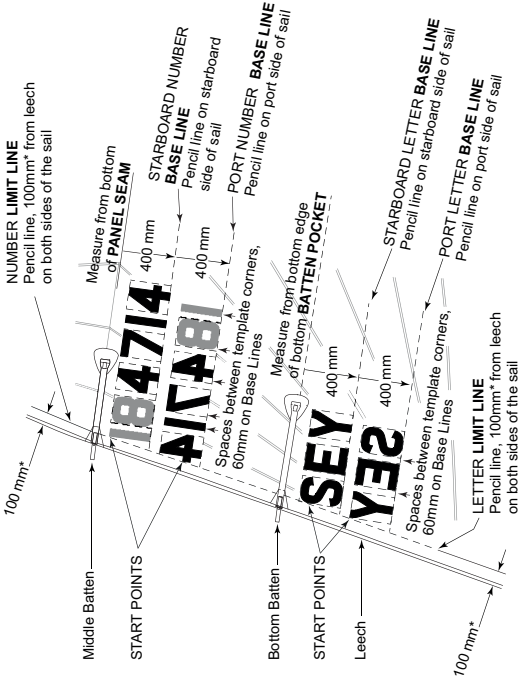 NUMBER LIMIT LINE
Pencil line, 100mm* from leech
on both sides of the sail
100 mm*
Middle Batten
START POINTS
Measure from bottom
of PANEL SEAM
400 mm
400 mm
STARBOARD NUMBER
BASE LINE
Pencil line on starboard
side of sail
PORT NUMBER BASE LINE
Pencil line on port side of sail
184714
417481
Spaces between template corners,
60mm on Base Lines
Bottom Batten
START POINTS
Leech
Measure from bottom edge
of bottom BATTEN POCKET
400 mm
400 mm
STARBOARD LETTER BASE LINE
Pencil line on starboard side of sail
PORT LETTER BASE LINE
Pencil line on port side of sail
SEY
YES
Spaces between template corners,
60mm on Base Lines
LETTER LIMIT LINE
Pencil line, 100mm* from leech
on both sides of the sail
100 mm*